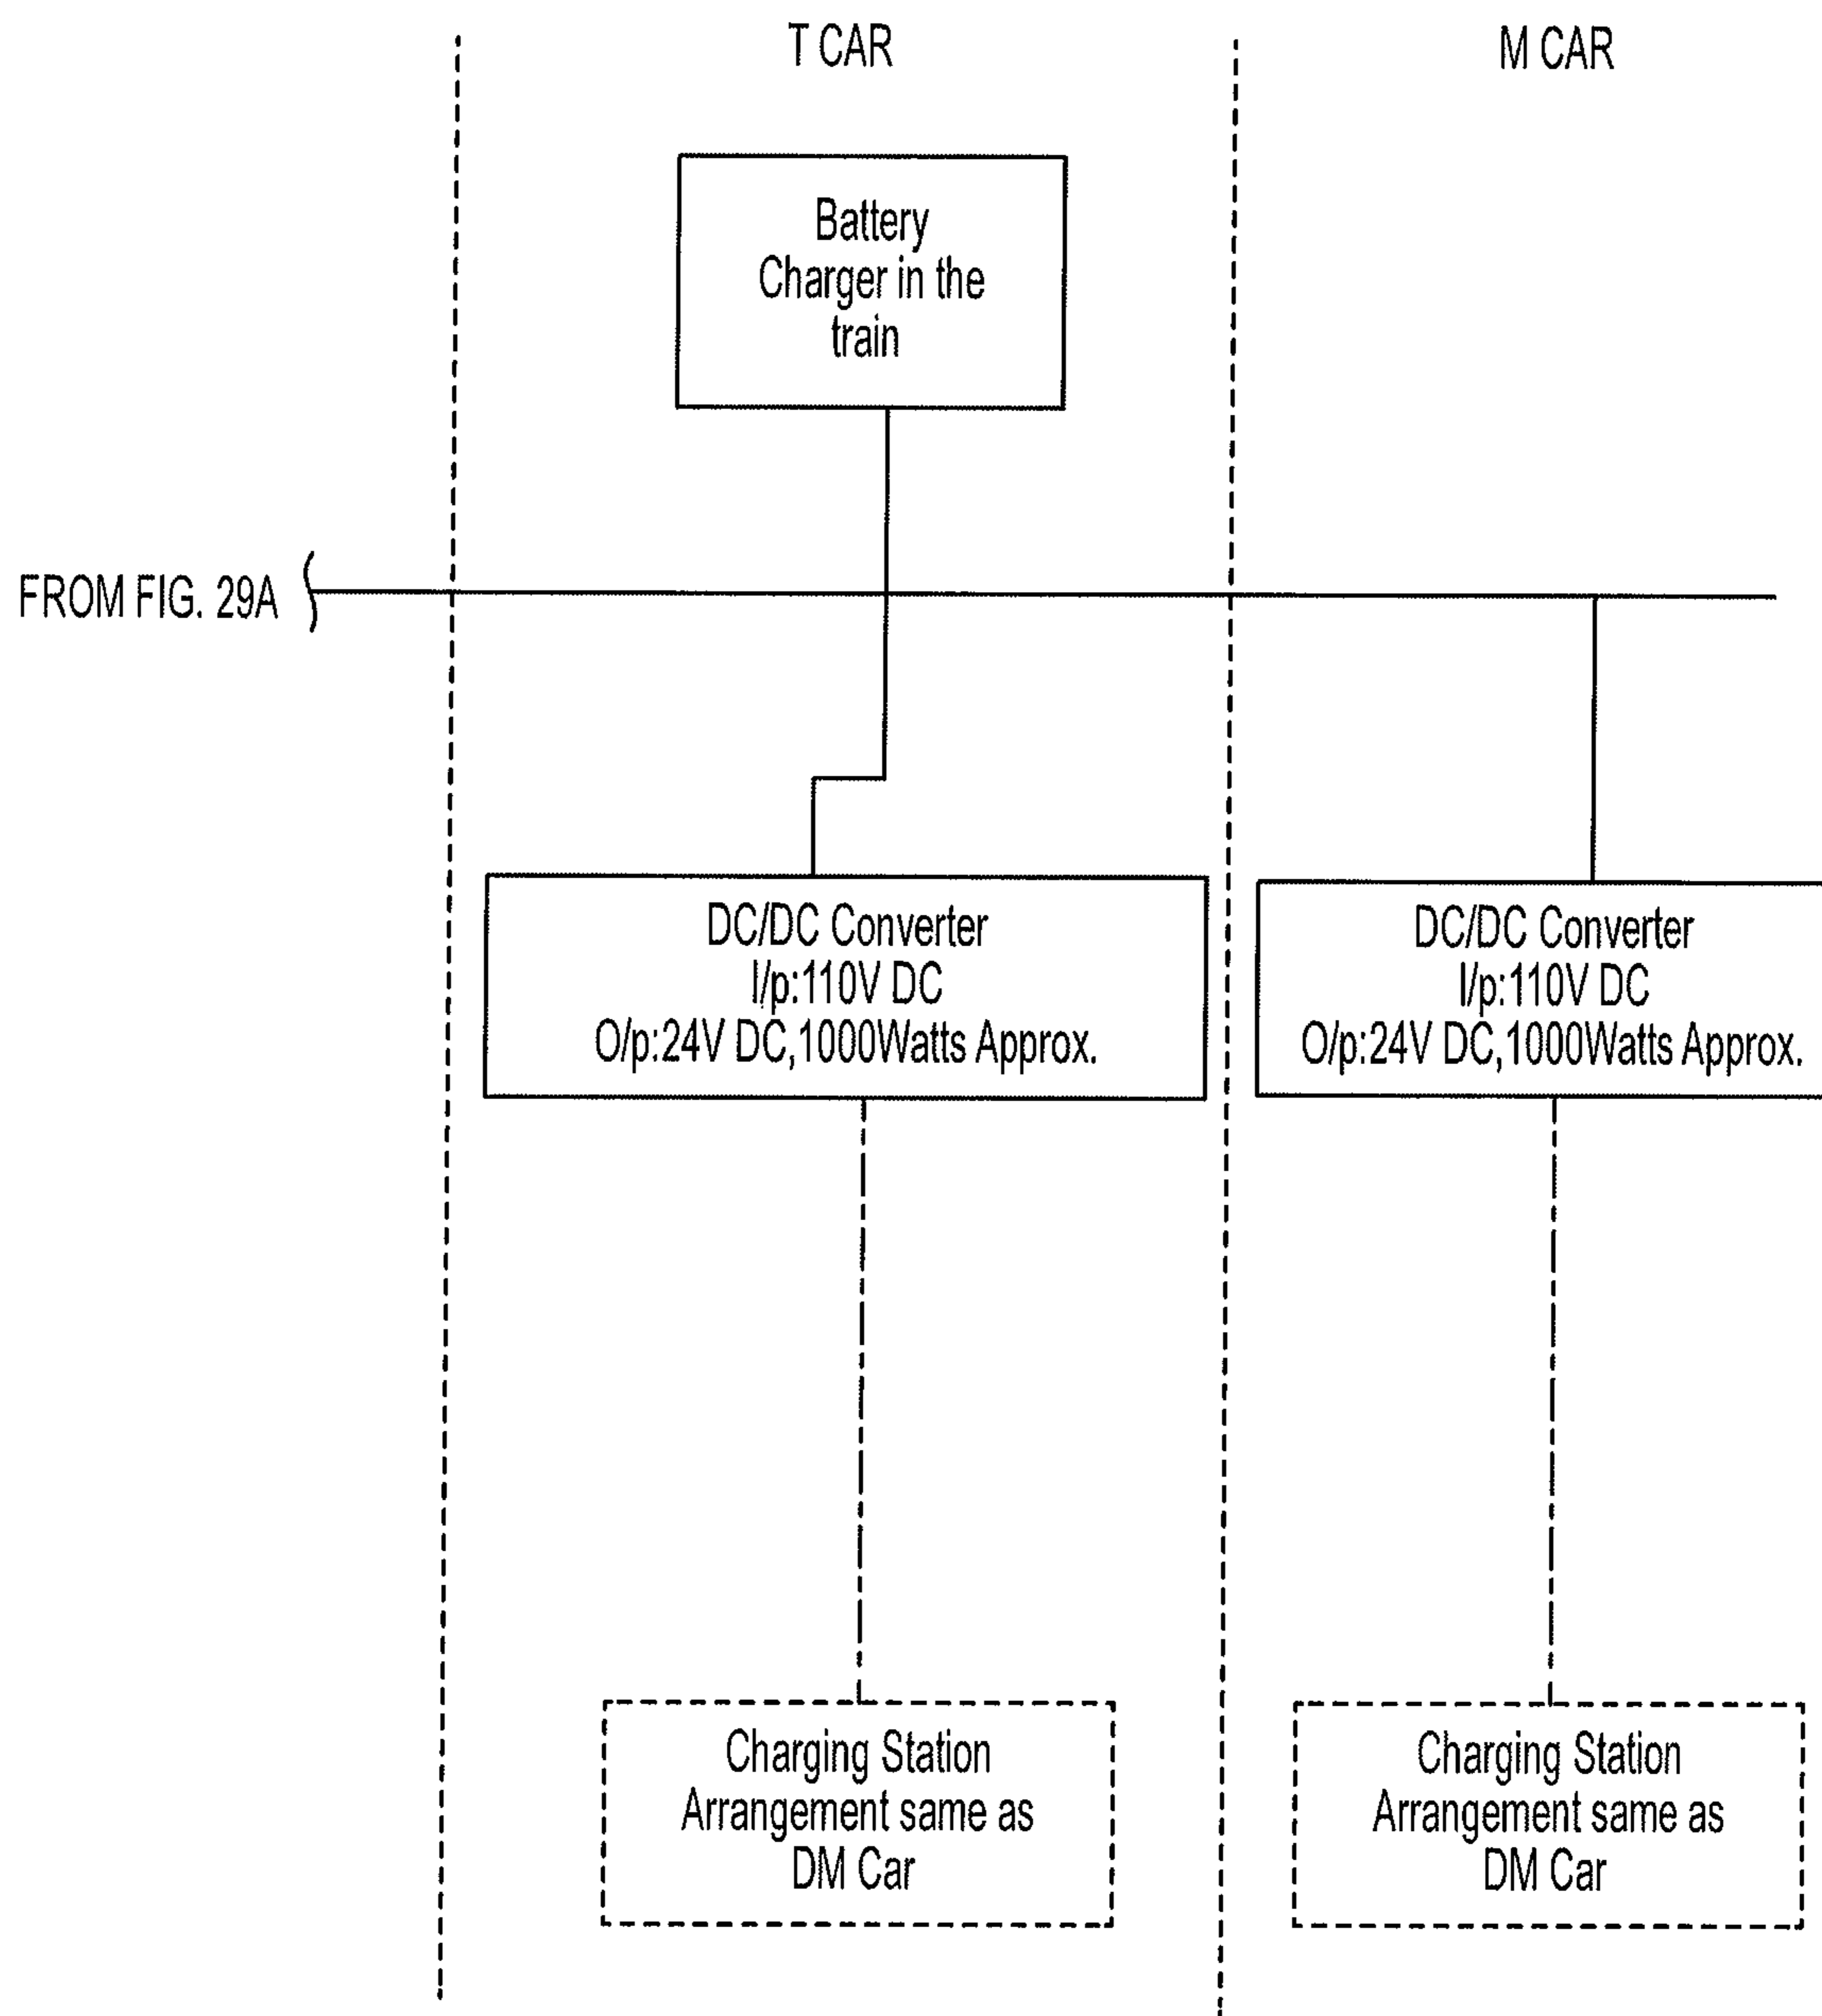 T CAR
M CAR
Battery
Charger in the
train
FROM FIG. 29A
DC/DC Converter
I/p:110V DC
O/p:24V DC,1000Watts Approx.
DC/DC Converter
I/p:110V DC
O/p:24V DC,1000Watts Approx.
Charging Station
Arrangement same as
DM Car
Charging Station
Arrangement same as
DM Car